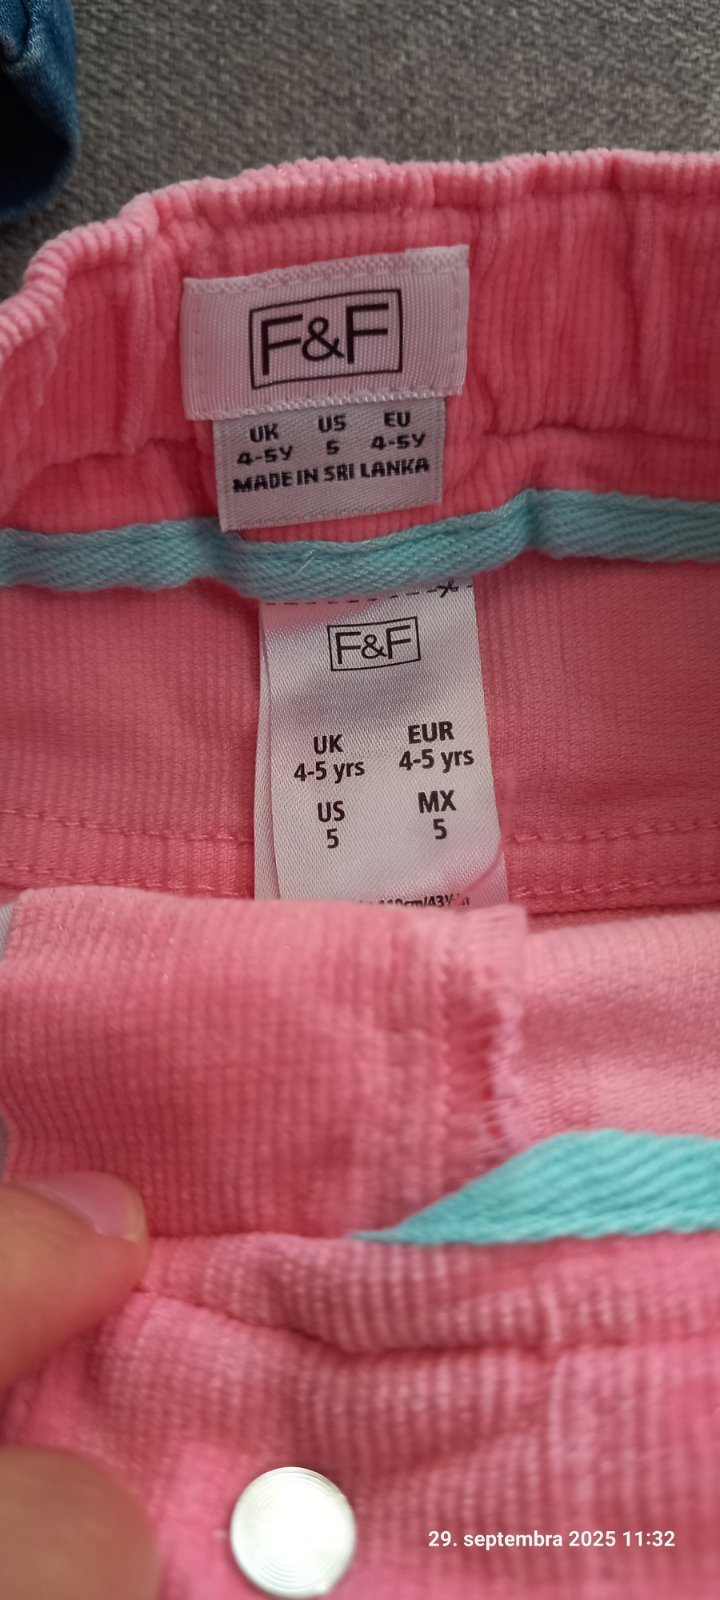 F&F
UK US EU
4-5Y 5 4-5Y
MADE IN SRI LANKA
F&F
UK EUR
4-5 yrs 4-5 yrs
US MX
5 5
29. septembra 2025 11:32